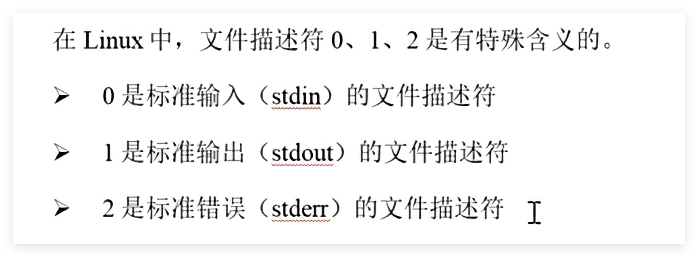 在 Linux 中，文件描述符 0、1、2 是有特殊含义的。
➢ 0 是标准输入（stdin）的文件描述符
➢ 1 是标准输出（stdout）的文件描述符
➢ 2 是标准错误（stderr）的文件描述符